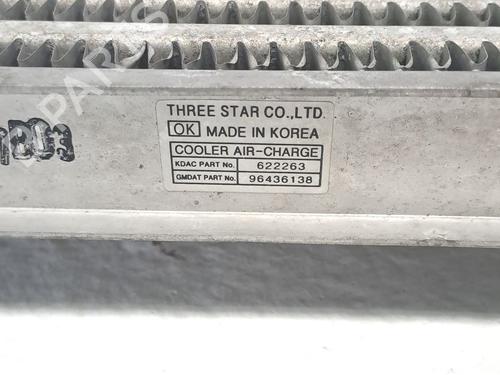 THREE STAR CO.,LTD.
OK MADE IN KOREA
COOLER AIR-CHARGE
KDAC PART No. 622263
GMDAT PART No. 96436138